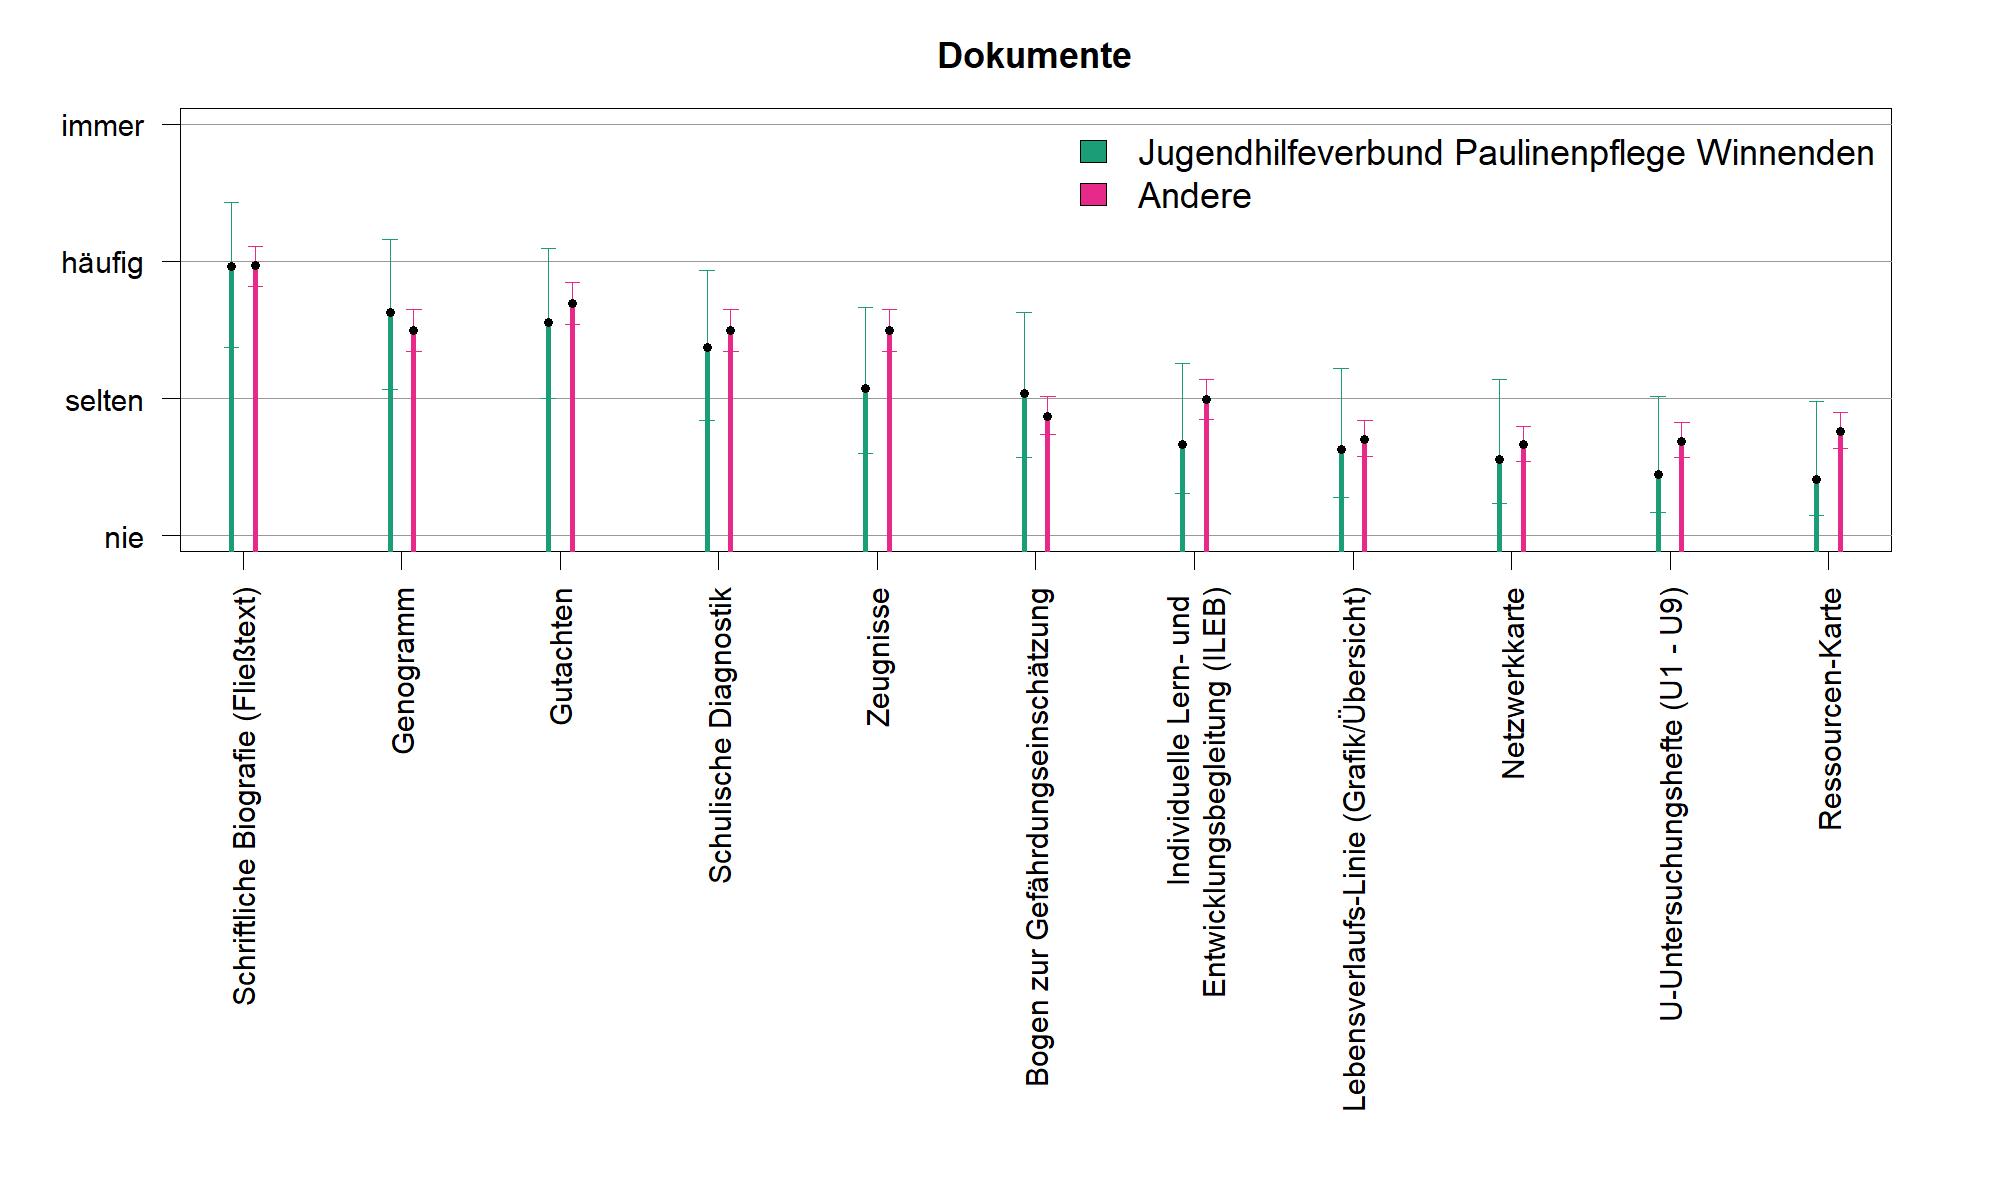 Dokumente
immer
häufig
selten
nie
Jugendhilfeverbund Paulinenpflege Winnenden
Andere
Schriftliche Biografie (Fließtext)
Genogramm
Gutachten
Schulische Diagnostik
Zeugnisse
Bogen zur Gefährdungseinschätzung
Individuelle Lern- und
Entwicklungsbegleitung (ILEB)
Lebensverlaufs-Linie (Grafik/Übersicht)
Netzwerkkarte
U-Untersuchungshefte (U1 - U9)
Ressourcen-Karte